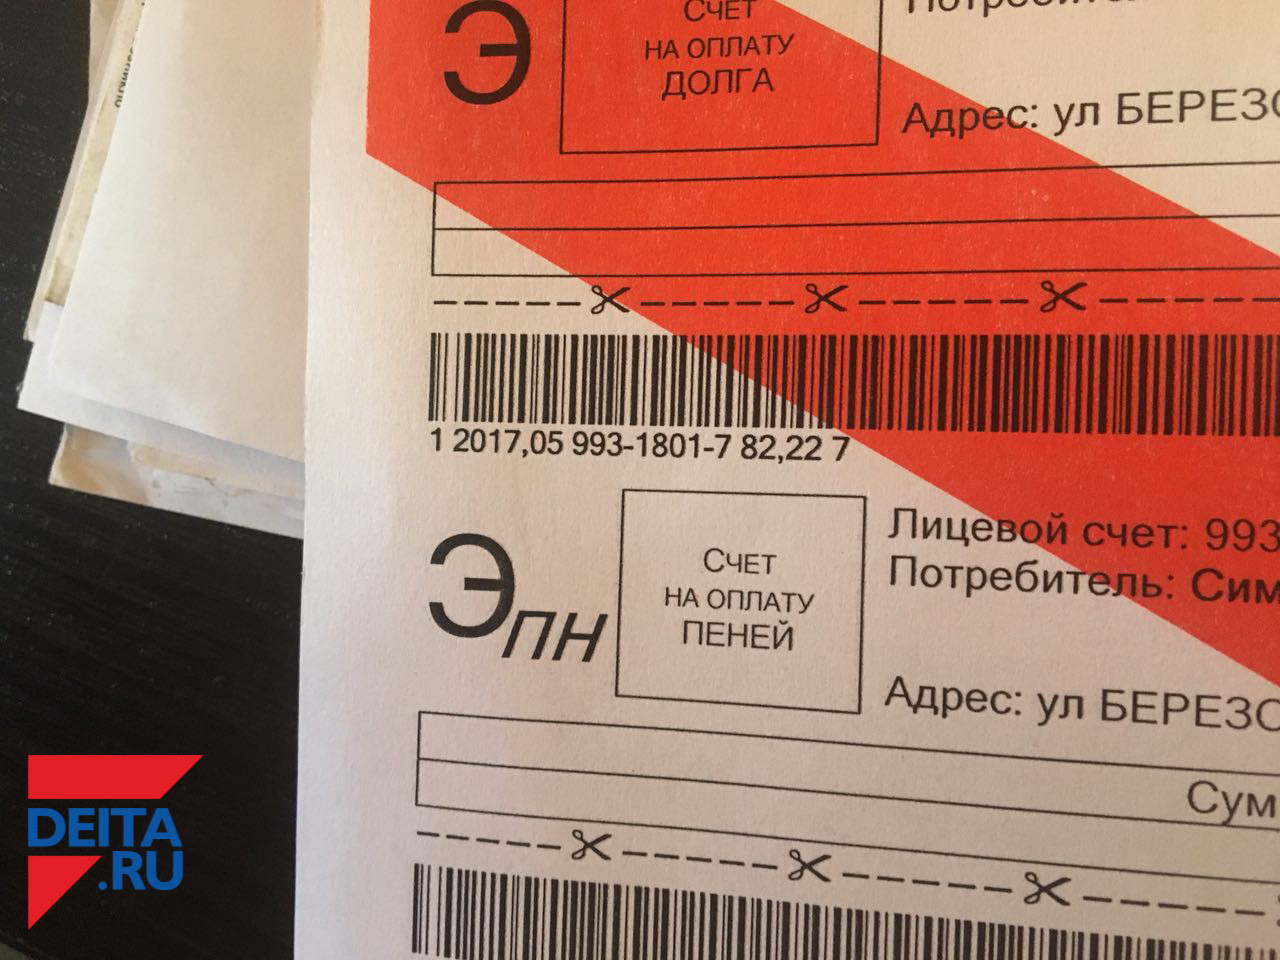 Э
СЧЕТ
НА ОПЛАТУ
ДОЛГА
Адрес: ул БЕРЕЗО
1 2017,05 993-1801-7 82,22 7
Эпн
СЧЕТ
НА ОПЛАТУ
ПЕНЕЙ
Лицевой счет: 993
Потребитель: Сим
Адрес: ул БЕРЕЗО
Сум
DEITA
.RU